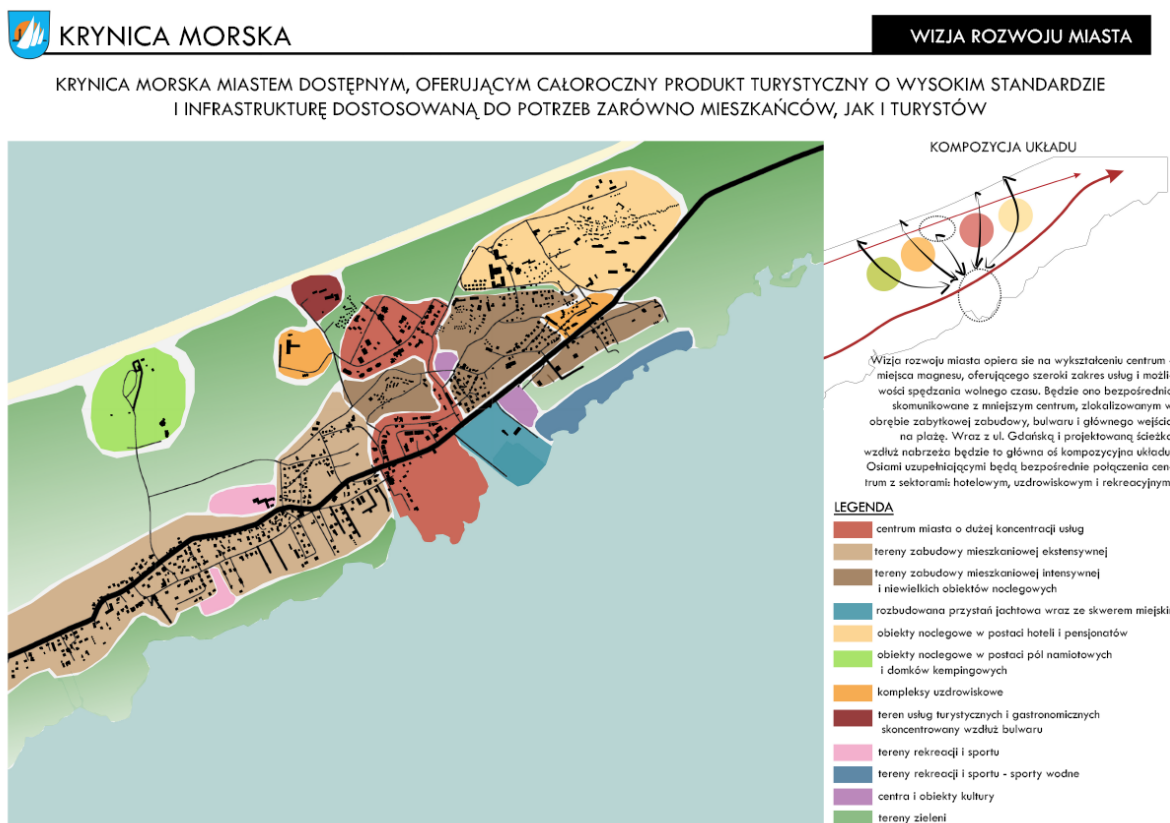 KRYNICA MORSKA
WIZJA ROZWOJU MIASTA
KRYNICA MORSKA MIASTEM DOSTĘPNYM, OFERUJĄCYM CAŁOROCZNY PRODUKT TURYSTYCZNY O WYSOKIM STANDARDZIE
I INFRASTRUKTURĘ DOSTOSOWANĄ DO POTRZEB ZARÓWNO MIESZKAŃCÓW, JAK I TURYSTÓW
KOMPOZYCJA UKŁADU
Wizja rozwoju miasta opiera sie na wykształceniu centrum
miejsca magnesu, oferującego szeroki zakres usług i możli
wości spędzania wolnego czasu. Będzie ono bezpośrednio
skomunikowane z mniejszym centrum, zlokalizowanym w
obrębie zabytkowej zabudowy, bulwaru i głównego wejścia
na plażę. Wraz z ul. Gdańską i projektowaną ścieżką
wzdłuż nabrzeża będzie to główna oś kompozycyjna układu.
Osiami uzupełniającymi będą bezpośrednie połączenia cen
trum z sektorami: hotelowym, uzdrowiskowym i rekreacyjnym
LEGENDA
centrum miasta o dużej koncentracji usług
tereny zabudowy mieszkaniowej ekstensywnej
tereny zabudowy mieszkaniowej intensywnej
i niewielkich obiektów noclegowych
rozbudowana przystań jachtowa wraz ze skwerem miejskim
obiekty noclegowe w postaci hoteli i pensjonatów
obiekty noclegowe w postaci pól namiotowych
i domków kempingowych
kompleksy uzdrowiskowe
teren usług turystycznych i gastronomicznych
skoncentrowany wzdłuż bulwaru
tereny rekreacji i sportu
tereny rekreacji i sportu - sporty wodne
centra i obiekty kultury
tereny zieleni